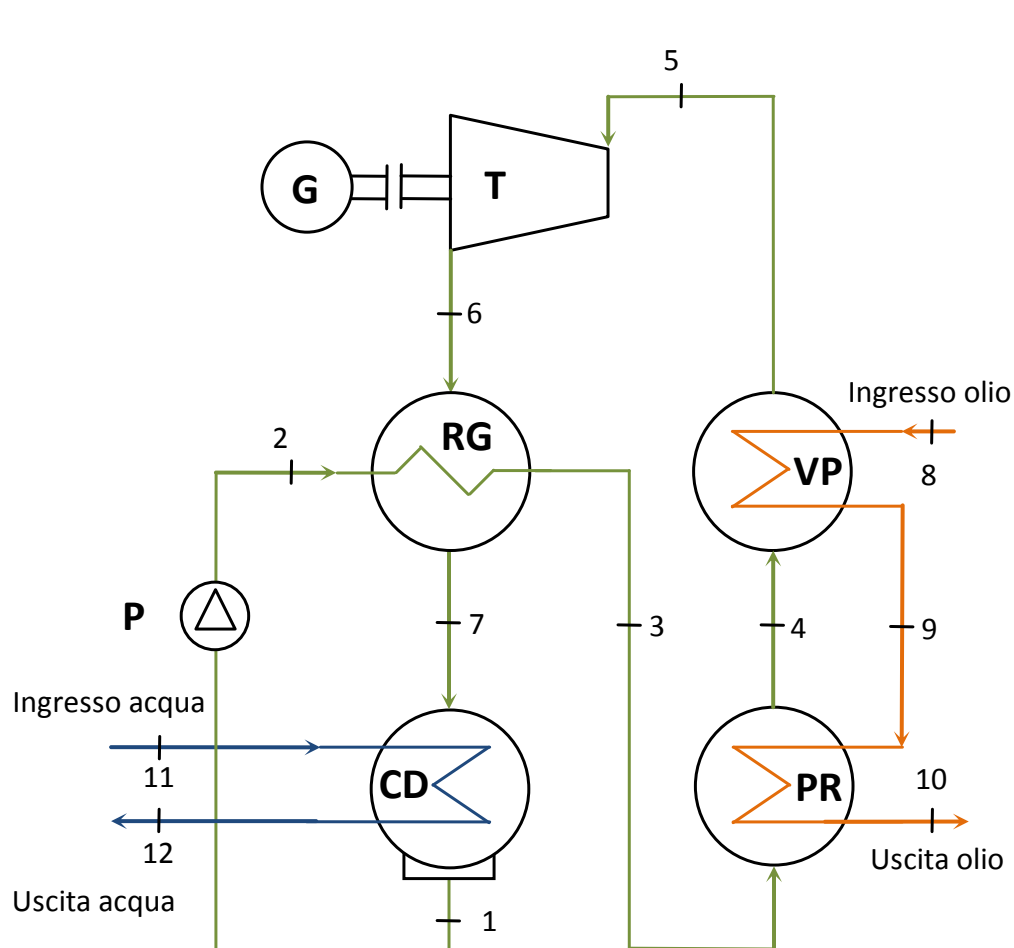 5
G
T
6
Ingresso olio
RG
2
VP
8
P
7
3
4
9
Ingresso acqua
11
CD
PR
10
12
Uscita olio
Uscita acqua
1